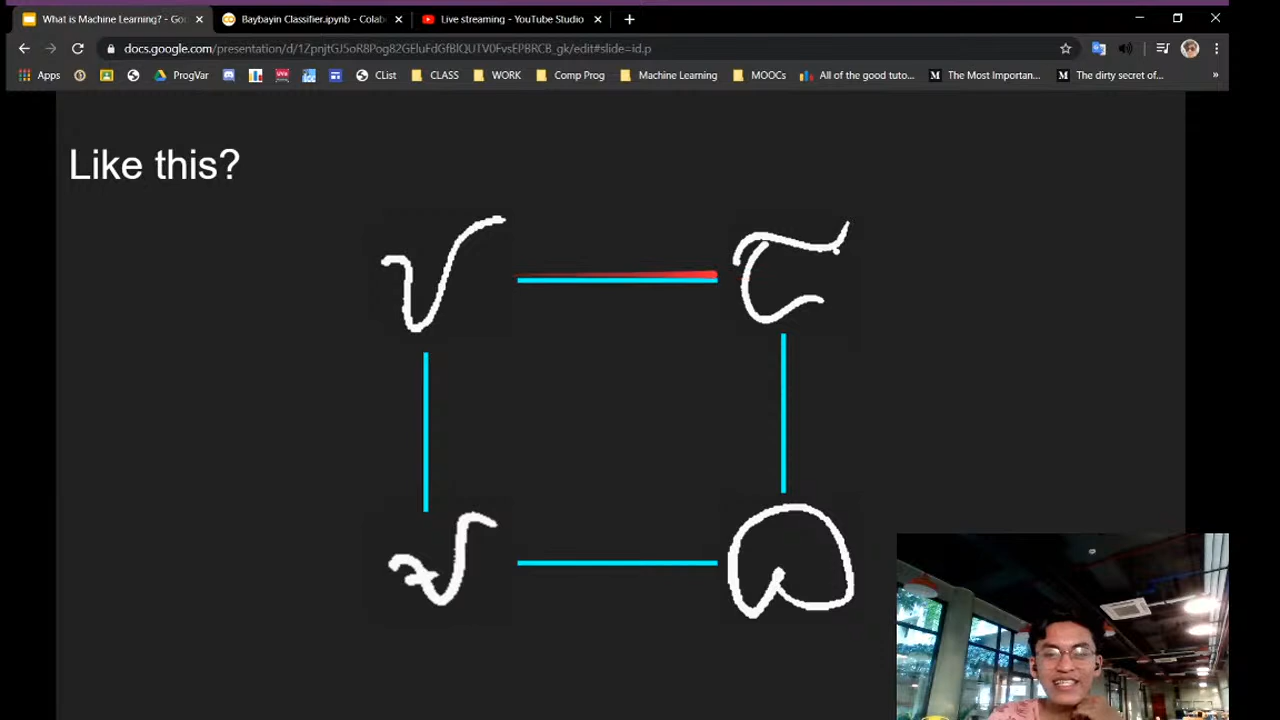 What is Machine Learning? - Go
Baybayin Classifier.ipynb - Colab
Live streaming - YouTube Studio
docs.google.com/presentation/d/1ZpnjtGJ5oR8Pog82GEluFdGfBlQUTV0FvsEPBRCB_gk/edit#slide=id.p
Apps ProgVar CList CLASS WORK Comp Prog Machine Learning MOOCs All of the good tuto... The Most Importan... The dirty secret of... »
Like this?